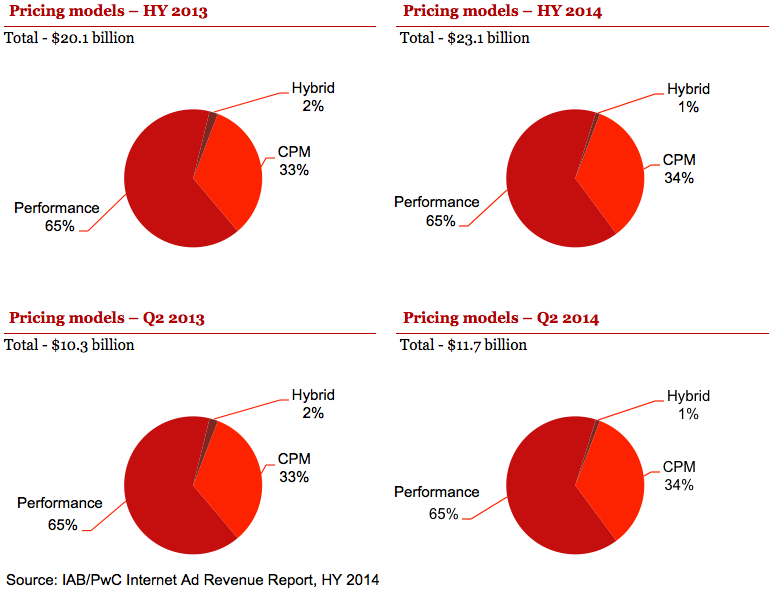 Pricing models – HY 2013
Total - $20.1 billion
Hybrid
2%
CPM
33%
Performance
65%
Pricing models – HY 2014
Total - $23.1 billion
Hybrid
1%
CPM
34%
Performance
65%
Pricing models – Q2 2013
Total - $10.3 billion
Hybrid
2%
CPM
33%
Performance
65%
Pricing models – Q2 2014
Total - $11.7 billion
Hybrid
1%
CPM
34%
Performance
65%
Source: IAB/PwC Internet Ad Revenue Report, HY 2014